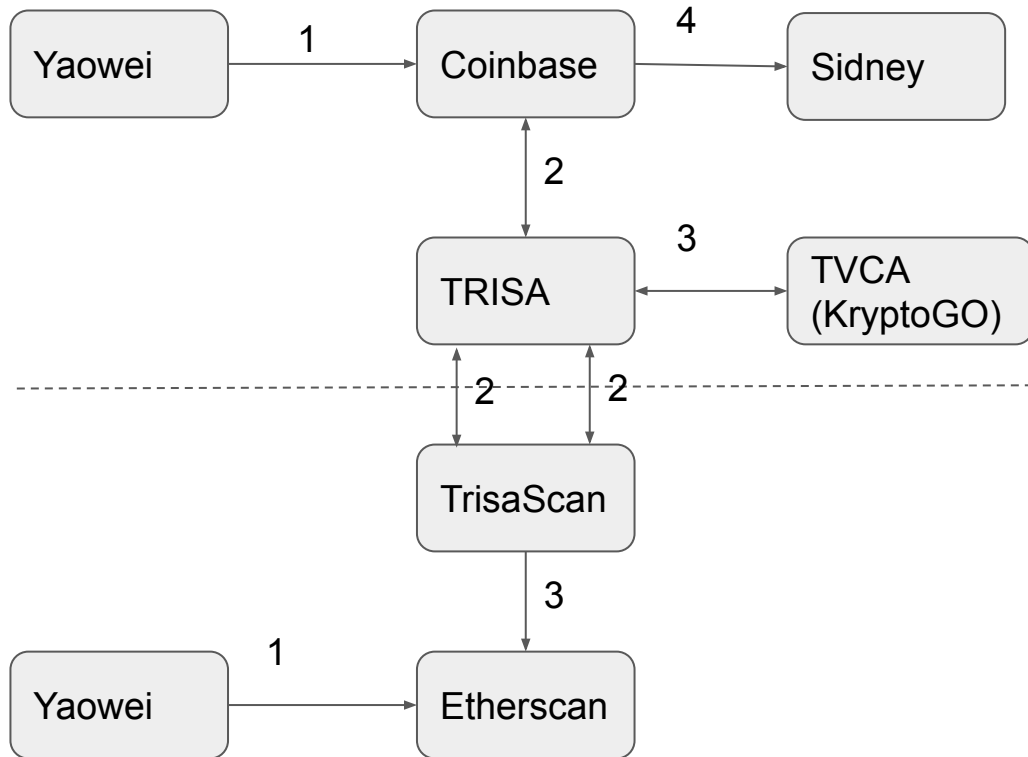 Yaowei
1
Coinbase
4
Sidney
2
TRISA
3
TVCA
(KryptoGO)
2
2
TrisaScan
3
Yaowei
1
Etherscan